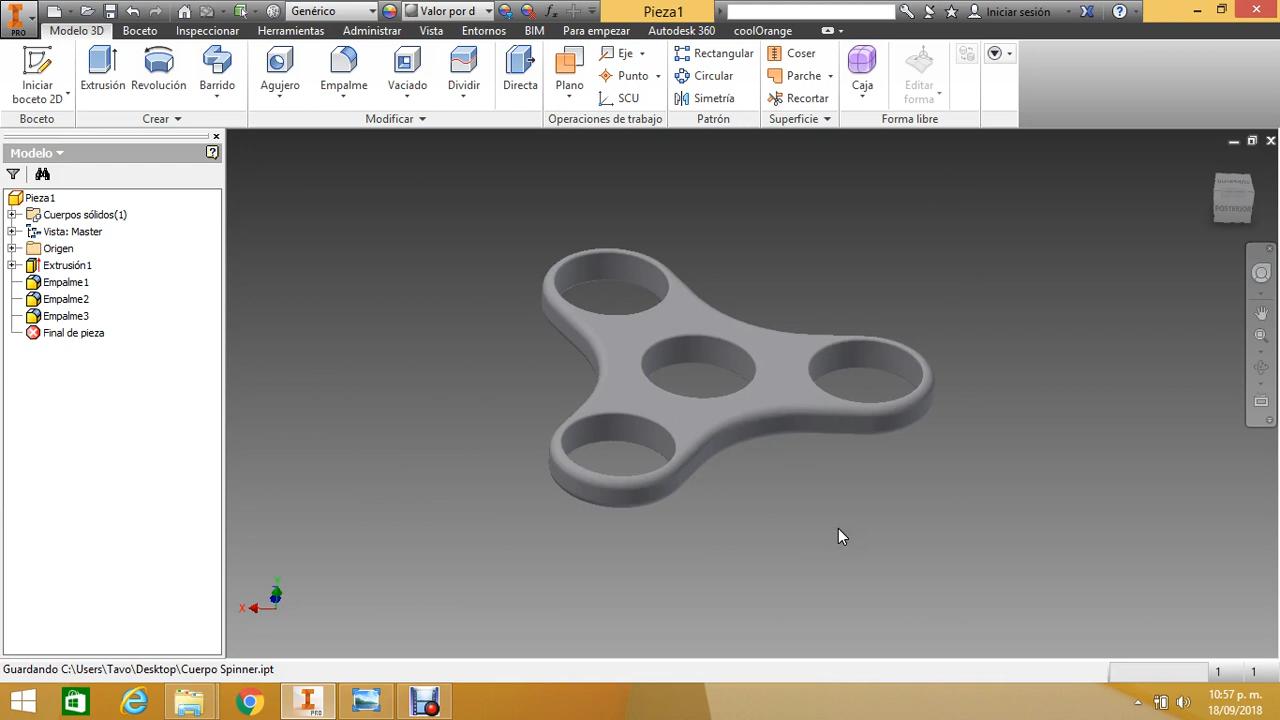 Genérico
Valor por d
Pieza1
Iniciar sesión
PRO
Modelo 3D
Boceto
Inspeccionar
Herramientas
Administrar
Vista
Entornos
BIM
Para empezar
Autodesk 360
coolOrange
Iniciar
boceto 2D
Extrusión
Revolución
Barrido
Agujero
Empalme
Vaciado
Dividir
Directa
Plano
Eje
Punto
SCU
Rectangular
Circular
Simetría
Coser
Parche
Recortar
Caja
Editar
forma
Boceto
Crear
Modificar
Operaciones de trabajo
Patrón
Superficie
Forma libre
Modelo
Pieza1
Cuerpos sólidos(1)
Vista: Master
Origen
Extrusión1
Empalme1
Empalme2
Empalme3
Final de pieza
POSTERIOR
X
Y
Guardando C:\Users\Tavo\Desktop\Cuerpo Spinner.ipt
1
1
PRO
10:57 p. m.
18/09/2018